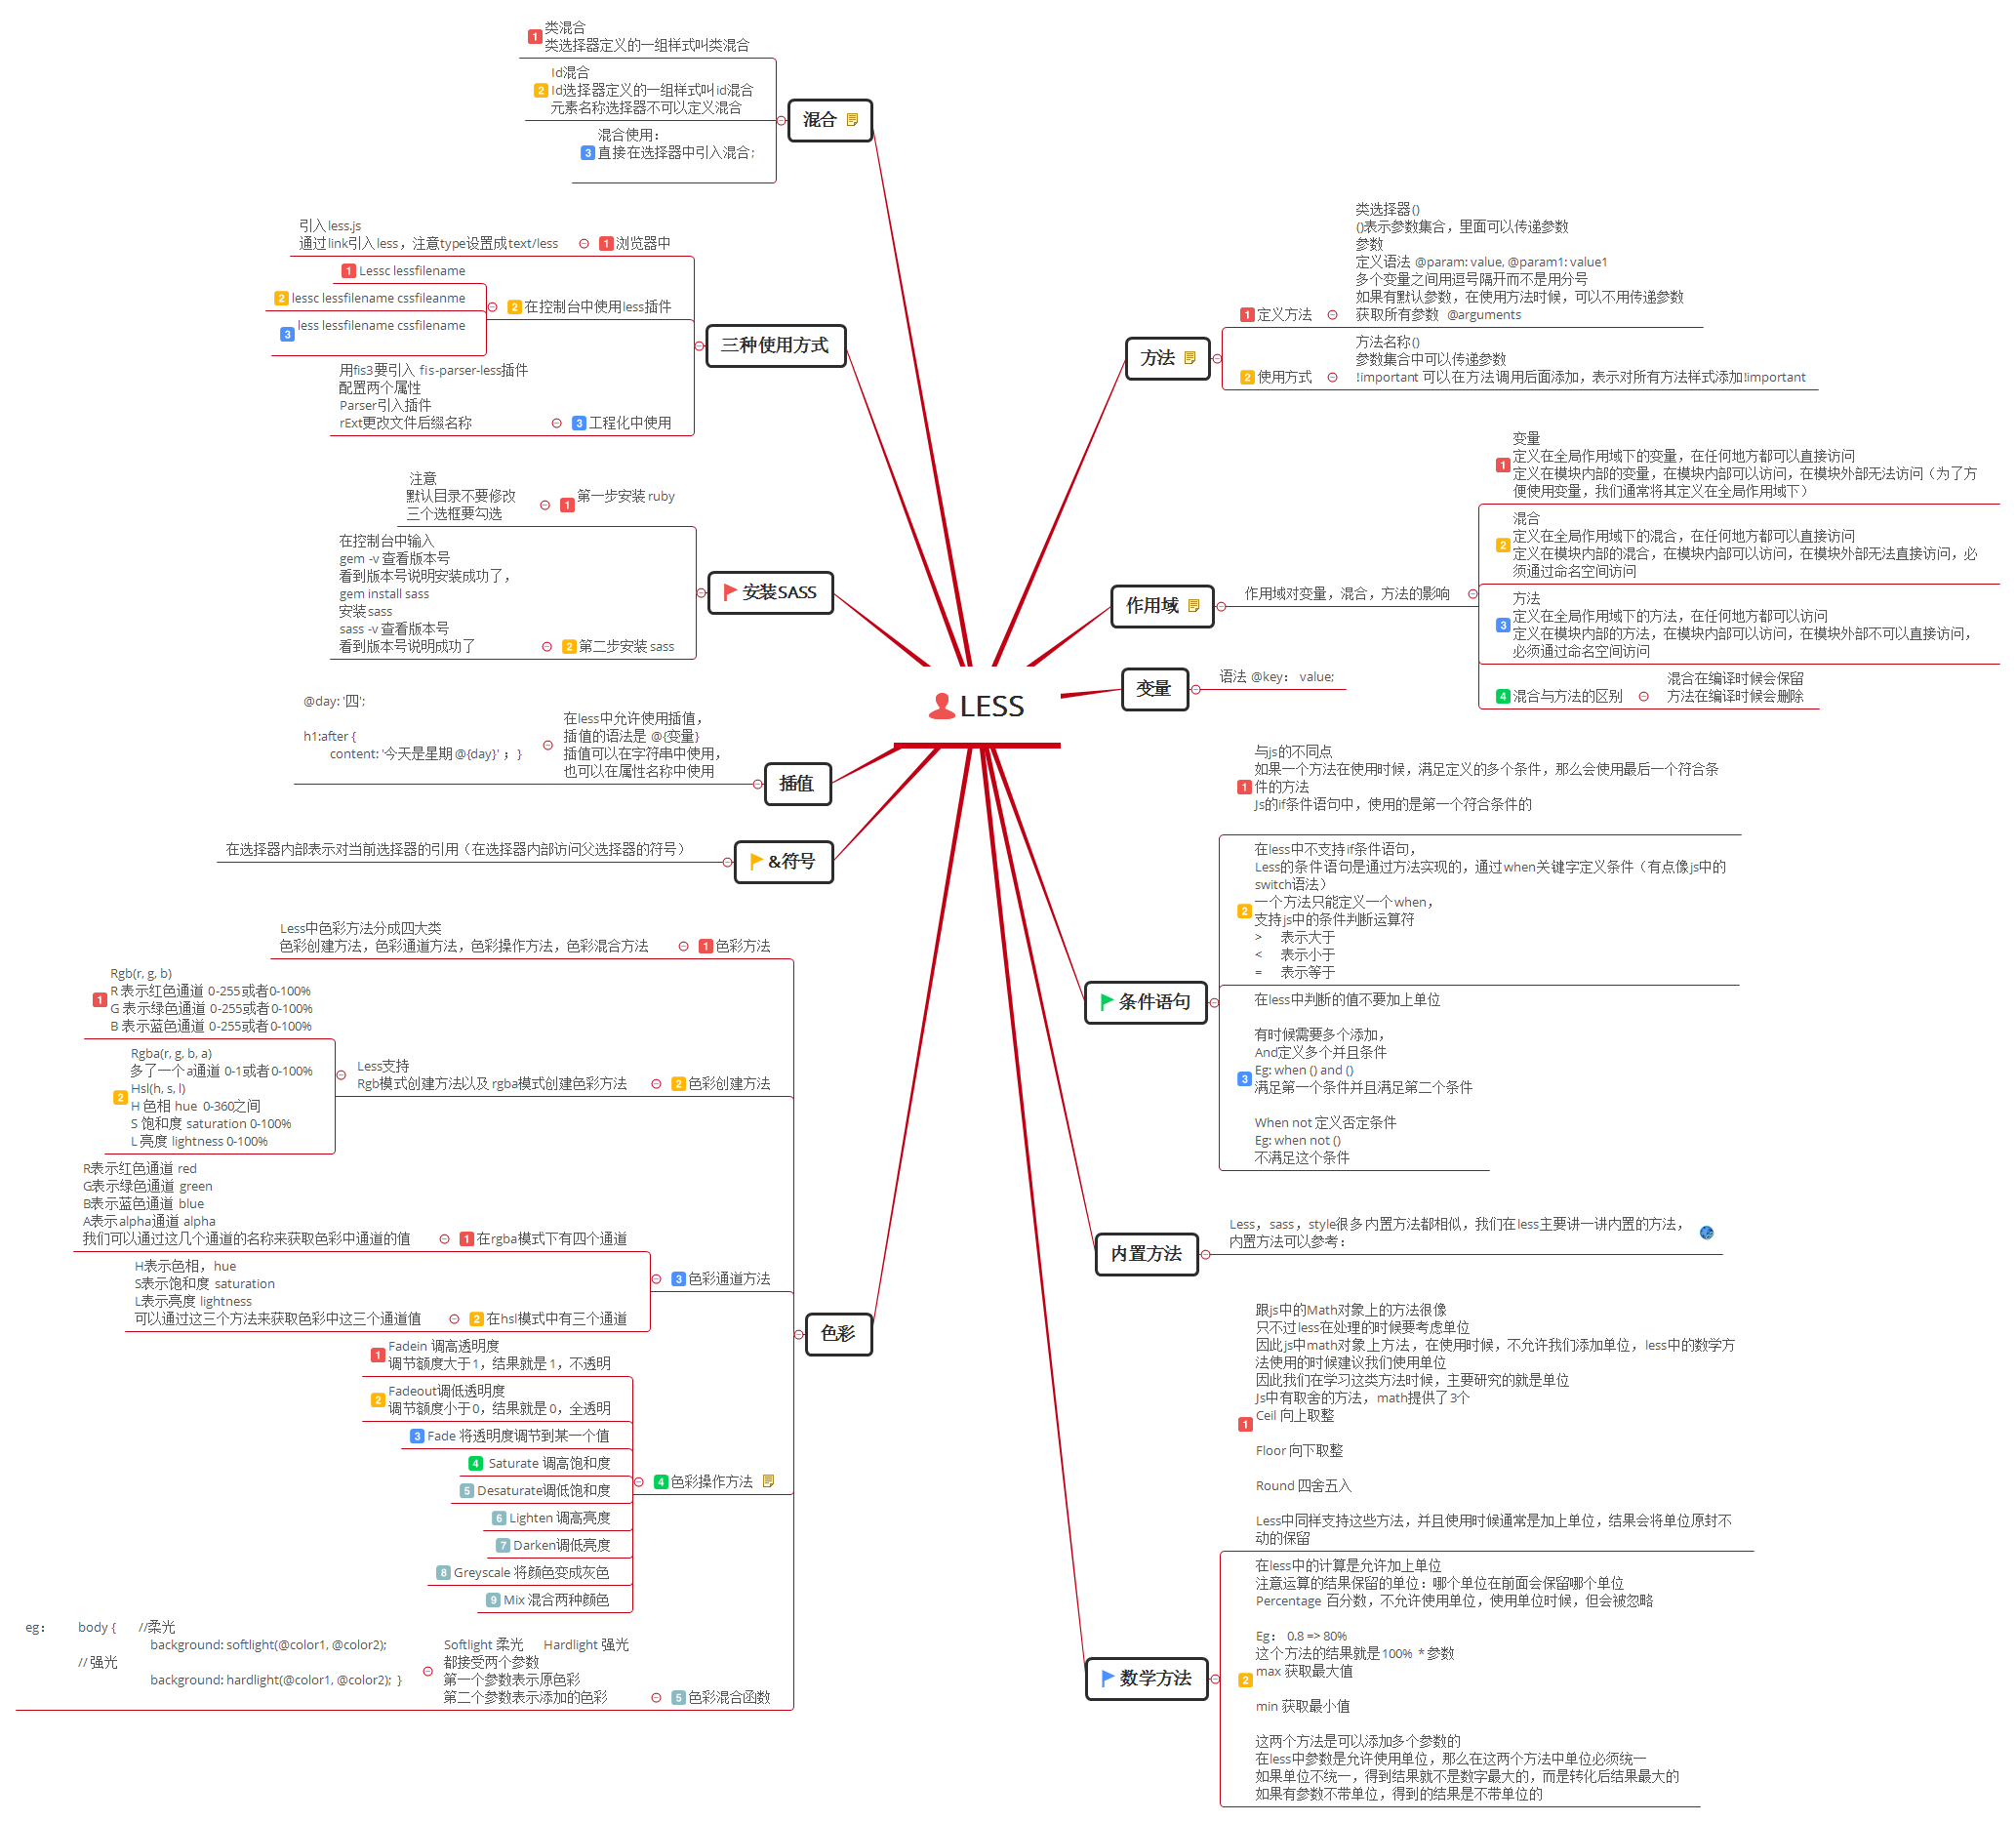 LESS
混合
1
类混合
类选择器定义的一组样式叫类混合
2
Id混合
Id选择器定义的一组样式叫id混合
元素名称选择器不可以定义混合
3
混合使用：
直接在选择器中引入混合;
三种使用方式
1 浏览器中
引入less.js
通过link引入less，注意type设置成text/less
2 在控制台中使用less插件
1 Lessc lessfilename
2 lessc lessfilename cssfileanme
3 less lessfilename cssfilename
3 工程化中使用
用fis3要引入 fis-parser-less插件
配置两个属性
Parser引入插件
rExt更改文件后缀名称
安装SASS
1 第一步安装 ruby
注意
默认目录不要修改
三个选框要勾选
2 第二步安装 sass
在控制台中输入
gem -v 查看版本号
看到版本号说明安装成功了，
gem install sass
安装sass
sass -v 查看版本号
看到版本号说明成功了
插值
在less中允许使用插值，
插值的语法是 @{变量}
插值可以在字符串中使用，
也可以在属性名称中使用
@day: '四';
h1:after {
content: '今天是星期 @{day}' ；}
&符号
在选择器内部表示对当前选择器的引用（在选择器内部访问父选择器的符号）
色彩
1 色彩方法
Less中色彩方法分成四大类
色彩创建方法，色彩通道方法，色彩操作方法，色彩混合方法
2 色彩创建方法
Less支持
Rgb模式创建方法以及 rgba模式创建色彩方法
1
Rgb(r, g, b)
R 表示红色通道 0-255或者0-100%
G 表示绿色通道 0-255或者0-100%
B 表示蓝色通道 0-255或者0-100%
2
Rgba(r, g, b, a)
多了一个a通道 0-1或者0-100%
Hsl(h, s, l)
H 色相 hue 0-360之间
S 饱和度 saturation 0-100%
L 亮度 lightness 0-100%
3 色彩通道方法
1 在rgba模式下有四个通道
R表示红色通道 red
G表示绿色通道 green
B表示蓝色通道 blue
A表示alpha通道 alpha
我们可以通过这几个通道的名称来获取色彩中通道的值
2 在hsl模式中有三个通道
H表示色相，hue
S表示饱和度 saturation
L表示亮度 lightness
可以通过这三个方法来获取色彩中这三个通道值
4 色彩操作方法
1
Fadein 调高透明度
调节额度大于1，结果就是1，不透明
2
Fadeout调低透明度
调节额度小于0，结果就是0，全透明
3 Fade 将透明度调节到某一个值
4 Saturate 调高饱和度
5 Desaturate调低饱和度
6 Lighten 调高亮度
7 Darken调低亮度
8 Greyscale 将颜色变成灰色
9 Mix 混合两种颜色
5 色彩混合函数
Softlight 柔光 Hardlight 强光
都接受两个参数
第一个参数表示原色彩
第二个参数表示添加的色彩
eg： body { //柔光
background: softlight(@color1, @color2);
// 强光
background: hardlight(@color1, @color2); }
方法
1 定义方法
类选择器()
()表示参数集合，里面可以传递参数
参数
定义语法 @param: value, @param1: value1
多个变量之间用逗号隔开而不是用分号
如果有默认参数，在使用方法时候，可以不用传递参数
获取所有参数 @arguments
2 使用方式
方法名称()
参数集合中可以传递参数
!important 可以在方法调用后面添加，表示对所有方法样式添加!important
作用域
作用域对变量，混合，方法的影响
1
变量
定义在全局作用域下的变量，在任何地方都可以直接访问
定义在模块内部的变量，在模块内部可以访问，在模块外部无法访问（为了方
便使用变量，我们通常将其定义在全局作用域下）
2
混合
定义在全局作用域下的混合，在任何地方都可以直接访问
定义在模块内部的混合，在模块内部可以访问，在模块外部无法直接访问，必
须通过命名空间访问
3
方法
定义在全局作用域下的方法，在任何地方都可以访问
定义在模块内部的方法，在模块内部可以访问，在模块外部不可以直接访问，
必须通过命名空间访问
4 混合与方法的区别
混合在编译时候会保留
方法在编译时候会删除
变量
语法 @key： value;
条件语句
1
与js的不同点
如果一个方法在使用时候，满足定义的多个条件，那么会使用最后一个符合条
件的方法
Js的if条件语句中，使用的是第一个符合条件的
2
在less中不支持if条件语句，
Less的条件语句是通过方法实现的，通过when关键字定义条件（有点像js中的
switch语法）
一个方法只能定义一个when，
支持js中的条件判断运算符
> 表示大于
< 表示小于
= 表示等于
3
在less中判断的值不要加上单位
有时候需要多个添加，
And定义多个并且条件
Eg: when () and ()
满足第一个条件并且满足第二个条件
When not 定义否定条件
Eg: when not ()
不满足这个条件
内置方法
Less，sass，style很多内置方法都相似，我们在less主要讲一讲内置的方法，
内置方法可以参考：
数学方法
1
跟js中的Math对象上的方法很像
只不过less在处理的时候要考虑单位
因此js中math对象上方法，在使用时候，不允许我们添加单位，less中的数学方
法使用的时候建议我们使用单位
因此我们在学习这类方法时候，主要研究的就是单位
Js中有取舍的方法，math提供了3个
Ceil 向上取整
Floor 向下取整
Round 四舍五入
Less中同样支持这些方法，并且使用时候通常是加上单位，结果会将单位原封不
动的保留
2
在less中的计算是允许加上单位
注意运算的结果保留的单位：哪个单位在前面会保留哪个单位
Percentage 百分数，不允许使用单位，使用单位时候，但会被忽略
Eg： 0.8 => 80%
这个方法的结果就是100% * 参数
max 获取最大值
min 获取最小值
这两个方法是可以添加多个参数的
在less中参数是允许使用单位，那么在这两个方法中单位必须统一
如果单位不统一，得到结果就不是数字最大的，而是转化后结果最大的
如果有参数不带单位，得到的结果是不带单位的